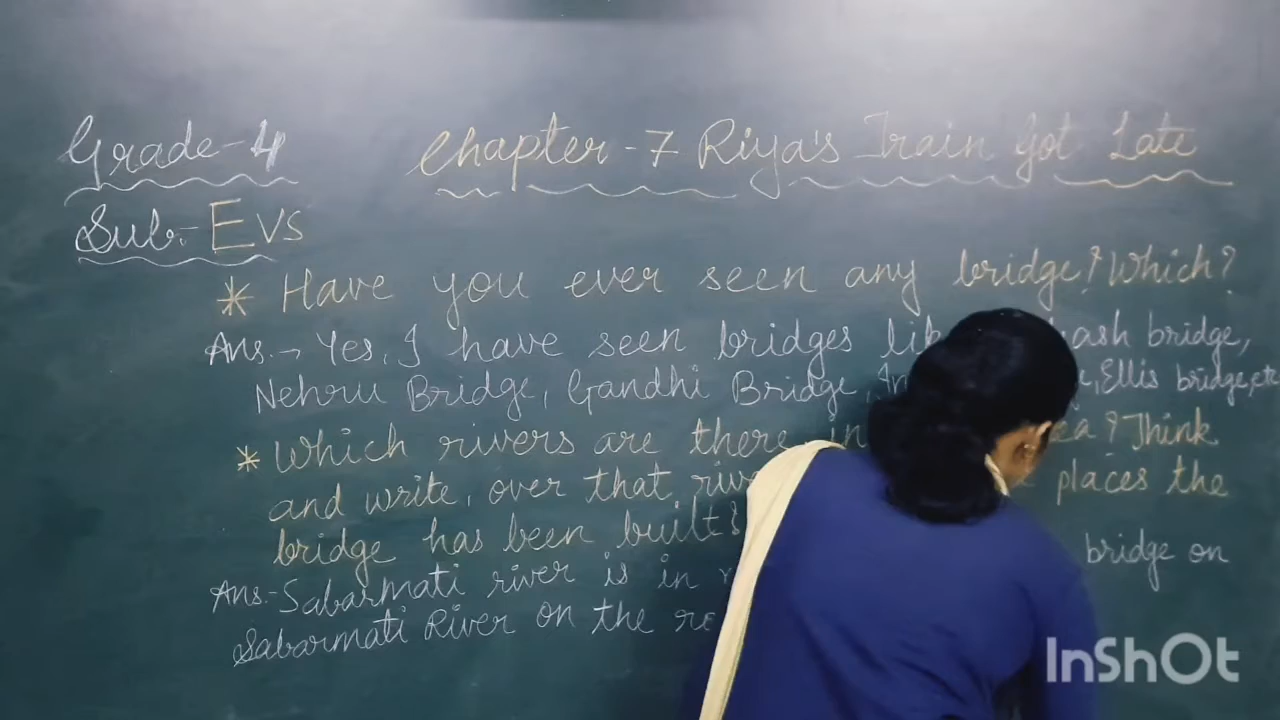 Grade-4 Chapter-7 Riya's Train Got Late
Sub:- EVS
* Have you ever seen any bridge? Which?
Ans.→ Yes, I have seen bridges ash bridge,
Nehru Bridge, Gandhi Bridge, Ellis bridge,etc
* Which rivers are there in ? Think
and write, over that places the
bridge has been built?
Ans.- Sabarmati river is in bridge on
Sabarmati River on the
InShOt